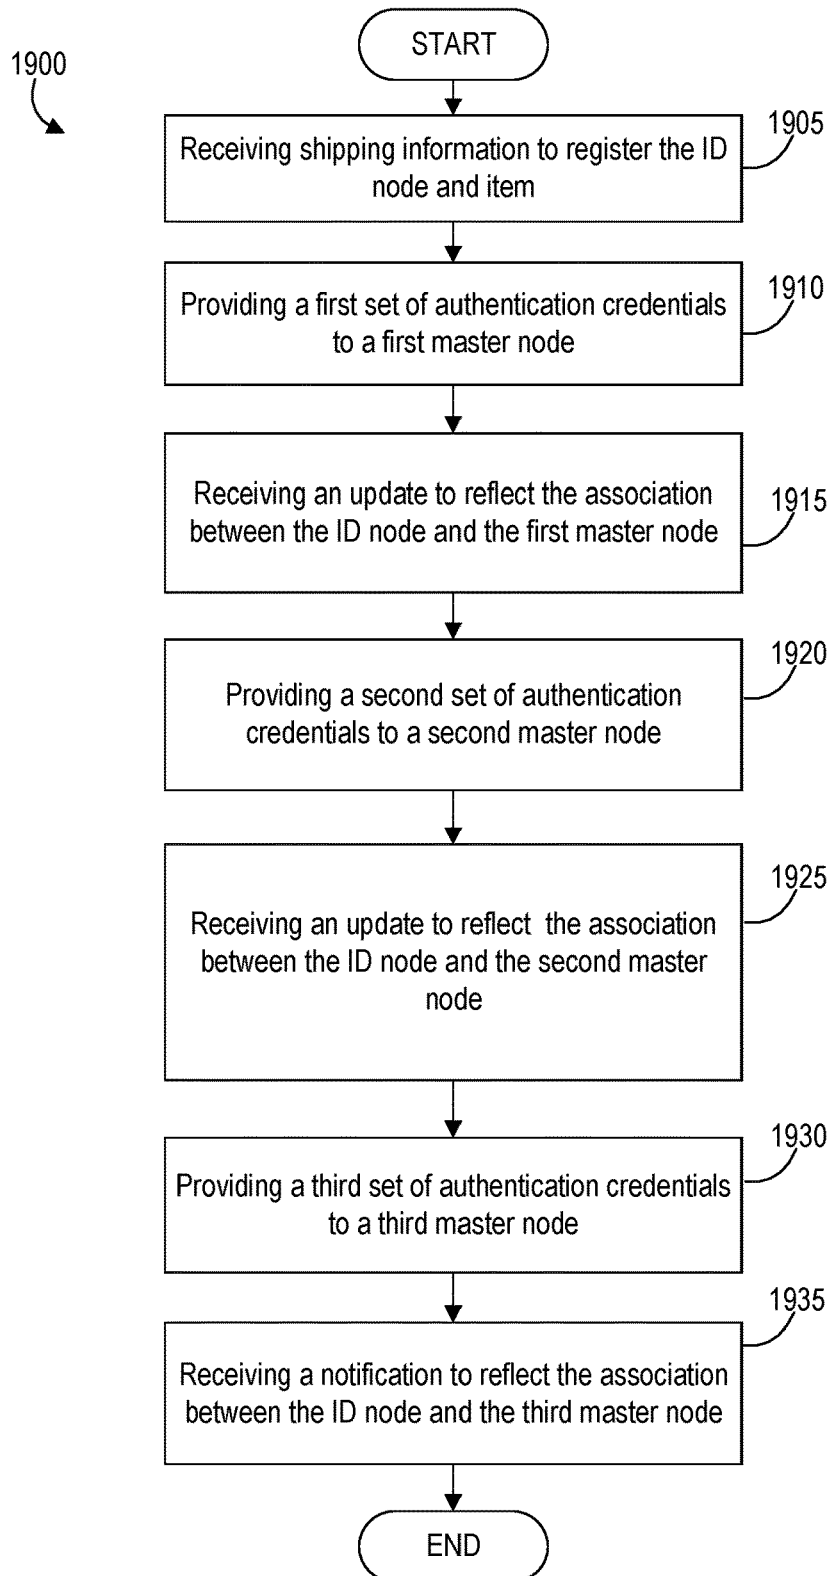 START
1900
1905
Receiving shipping information to register the ID
node and item
1910
Providing a first set of authentication credentials
to a first master node
1915
Receiving an update to reflect the association
between the ID node and the first master node
1920
Providing a second set of authentication
credentials to a second master node
1925
Receiving an update to reflect the association
between the ID node and the second master
node
1930
Providing a third set of authentication credentials
to a third master node
1935
Receiving a notification to reflect the association
between the ID node and the third master node
END